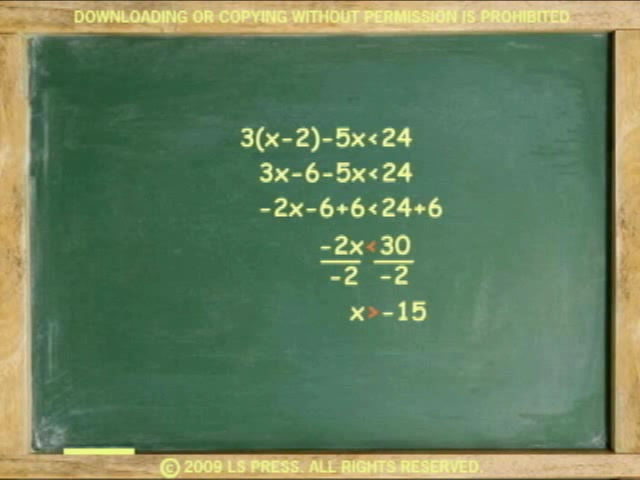 DOWNLOADING OR COPYING WITHOUT PERMISSION IS PROHIBITED
3(x-2)-5x<24
3x-6-5x<24
-2x-6+6<24+6
-2x<30
-2 -2
x>-15
© 2009 LS PRESS. ALL RIGHTS RESERVED.